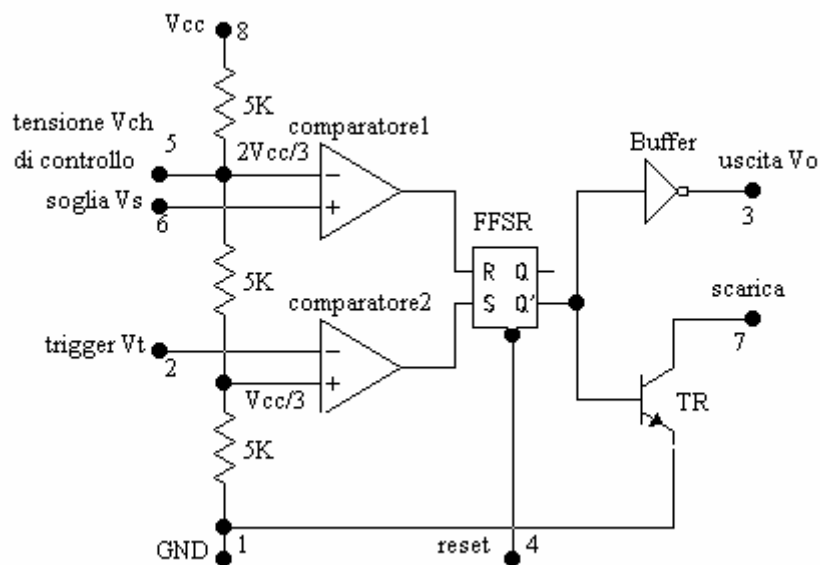 Vcc
8
5K
tensione Vch
5
di controllo
2Vcc/3
comparatore1
Buffer
uscita Vo
soglia Vs
6
−
+
3
FFSR
R Q
S Q'
5K
comparatore2
scarica
7
trigger Vt
2
−
+
Vcc/3
TR
5K
GND
1
reset
4